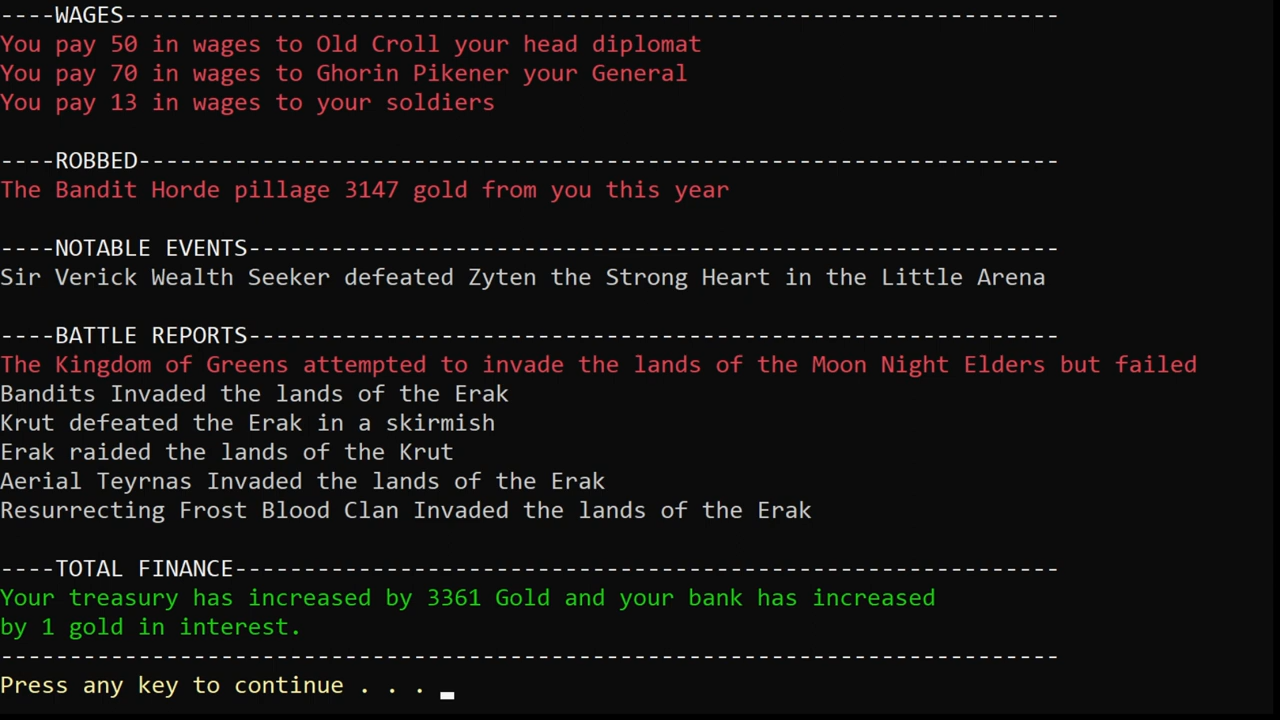 ----WAGES--------------------------------------------------------------------
You pay 50 in wages to Old Croll your head diplomat
You pay 70 in wages to Ghorin Pikener your General
You pay 13 in wages to your soldiers
----ROBBED-------------------------------------------------------------------
The Bandit Horde pillage 3147 gold from you this year
----NOTABLE EVENTS-----------------------------------------------------------
Sir Verick Wealth Seeker defeated Zyten the Strong Heart in the Little Arena
----BATTLE REPORTS-----------------------------------------------------------
The Kingdom of Greens attempted to invade the lands of the Moon Night Elders but failed
Bandits Invaded the lands of the Erak
Krut defeated the Erak in a skirmish
Erak raided the lands of the Krut
Aerial Teyrnas Invaded the lands of the Erak
Resurrecting Frost Blood Clan Invaded the lands of the Erak
----TOTAL FINANCE------------------------------------------------------------
Your treasury has increased by 3361 Gold and your bank has increased
by 1 gold in interest.
-----------------------------------------------------------------------------
Press any key to continue . . . _